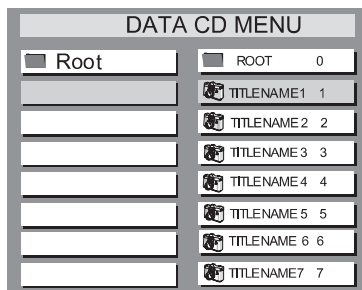 DATA CD MENU
Root
ROOT 0
TITLENAME1 1
TITLENAME 2 2
TITLENAME 3 3
TITLENAME 4 4
TITLENAME 5 5
TITLENAME 6 6
TITLENAME7 7